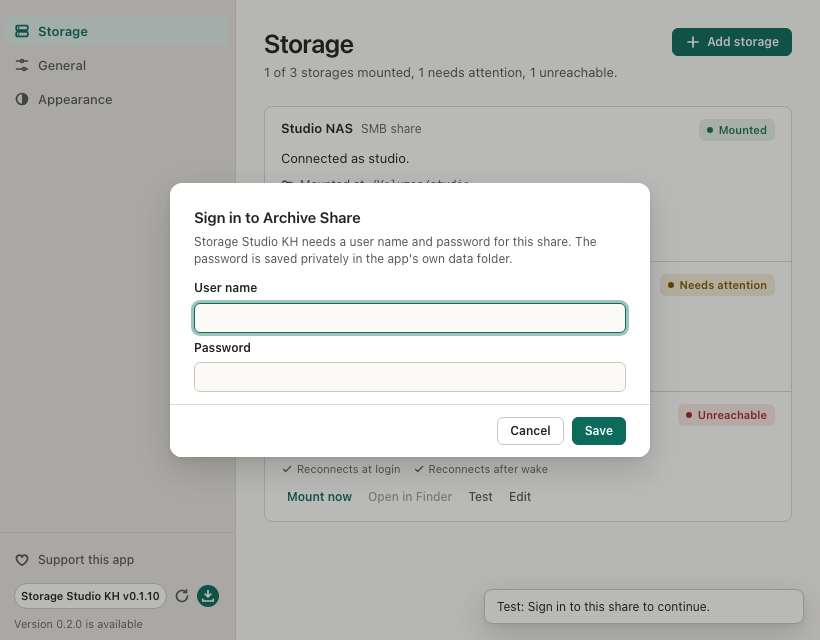 Storage
General
Appearance
Storage
Add storage
1 of 3 storages mounted, 1 needs attention, 1 unreachable.
Studio NAS SMB share
Mounted
Connected as studio.
Sign in to Archive Share
Storage Studio KH needs a user name and password for this share. The
password is saved privately in the app's own data folder.
User name
Password
Cancel
Save
Needs attention
Unreachable
Reconnects at login
Reconnects after wake
Mount now
Open in Finder
Test
Edit
Support this app
Storage Studio KH v0.1.10
Version 0.2.0 is available
Test: Sign in to this share to continue.